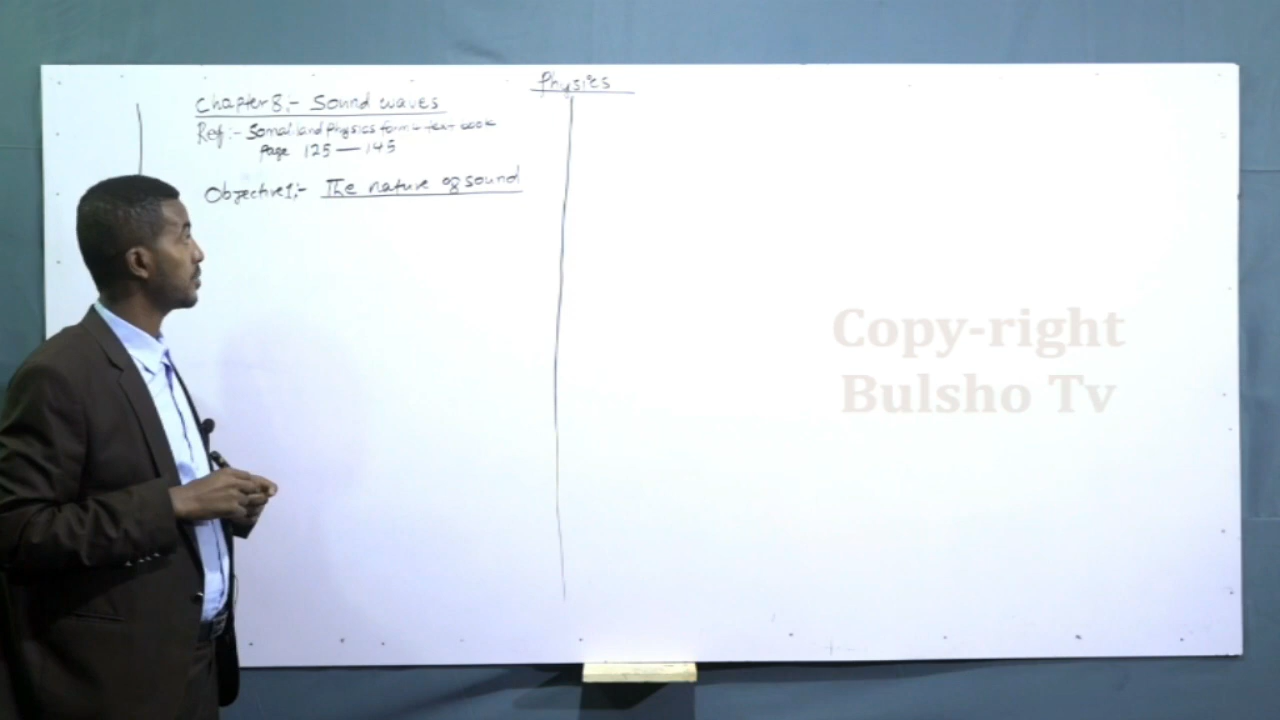 Physics
Chapter 8:- Sound waves
Ref:- Somaliland physics form 4 text book
Page 125 — 145
Objective 1:- The nature of sound
Copy-right
Bulsho Tv